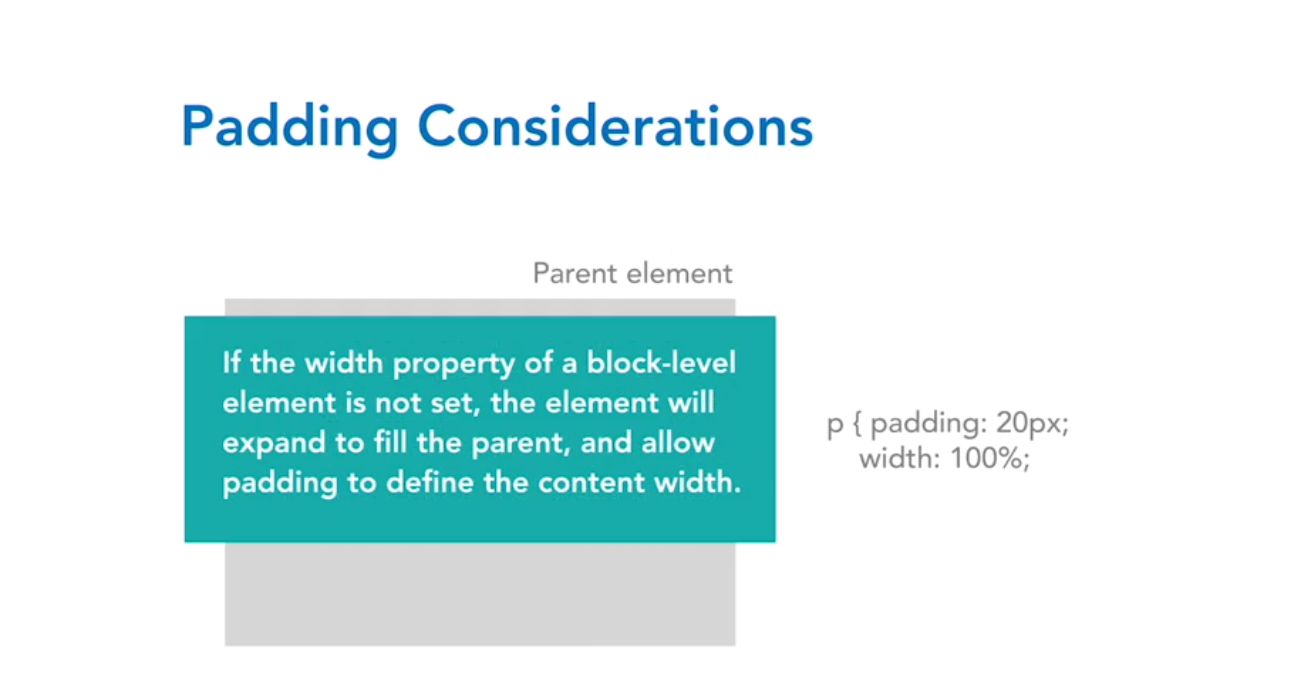 Padding Considerations
Parent element
If the width property of a block-level
element is not set, the element will
expand to fill the parent, and allow
padding to define the content width.
p { padding: 20px;
width: 100%;